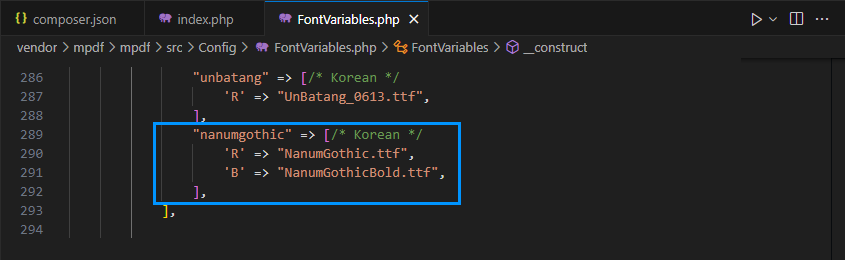 composer.json
index.php
FontVariables.php
vendor > mpdf > mpdf > src > Config > FontVariables.php > FontVariables > __construct
286 "unbatang" => [/* Korean */
287 'R' => "UnBatang_0613.ttf",
288 ],
289 "nanumgothic" => [/* Korean */
290 'R' => "NanumGothic.ttf",
291 'B' => "NanumGothicBold.ttf",
292 ],
293 ],
294